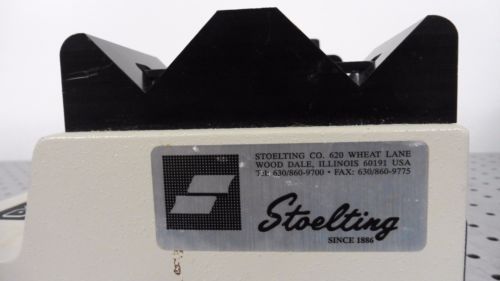 STOELTING CO. 620 WHEAT LANE
WOOD DALE, ILLINOIS 60191 USA
Tel: 630/860-9700 • FAX: 630/860-9775
Stoelting
SINCE 1886